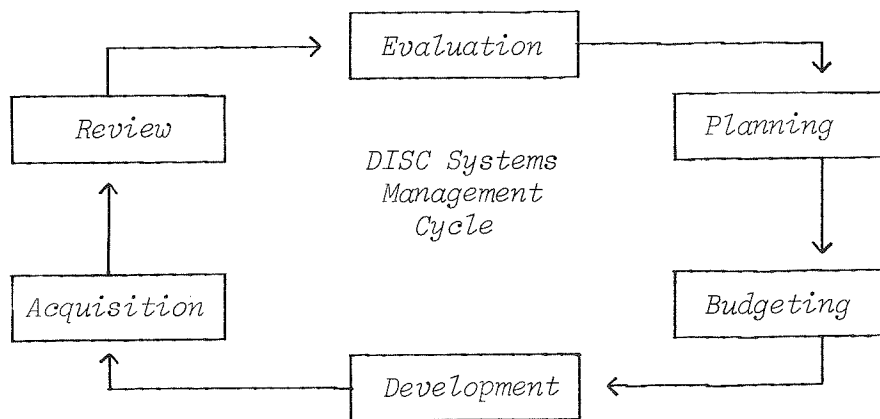 Evaluation
Review
Planning
DISC Systems
Management
Cycle
Acquisition
Budgeting
Development